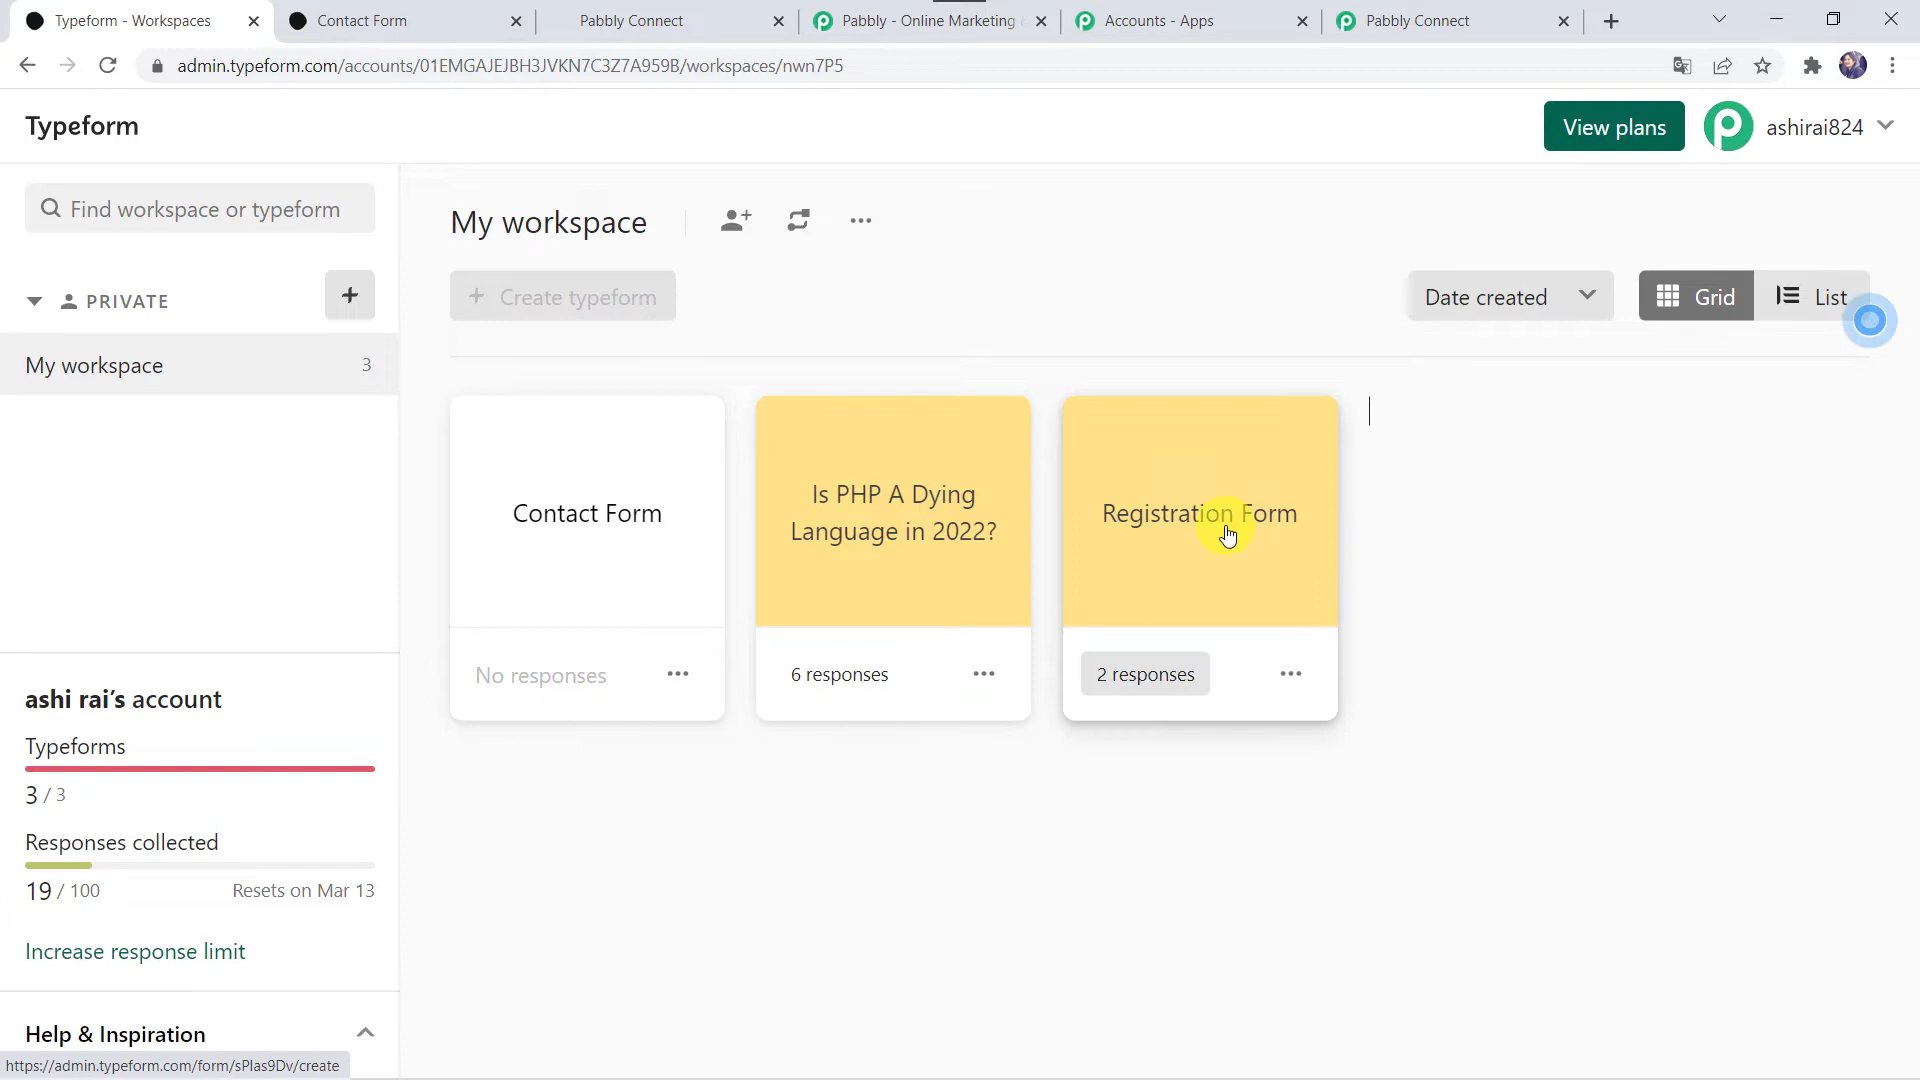 Typeform - Workspaces
Contact Form
Pabbly Connect
Pabbly - Online Marketing
Accounts - Apps
Pabbly Connect
admin.typeform.com/accounts/01EMGAJEJBH3JVKN7C3Z7A959B/workspaces/nwn7P5
Typeform
View plans
ashirai824
Find workspace or typeform
PRIVATE
My workspace 3
My workspace
Create typeform
Date created
Grid
List
Contact Form
Is PHP A Dying
Language in 2022?
Registration Form
No responses
6 responses
2 responses
ashi rai's account
Typeforms
3 / 3
Responses collected
19 / 100
Resets on Mar 13
Increase response limit
Help & Inspiration
https://admin.typeform.com/form/sPlas9Dv/create